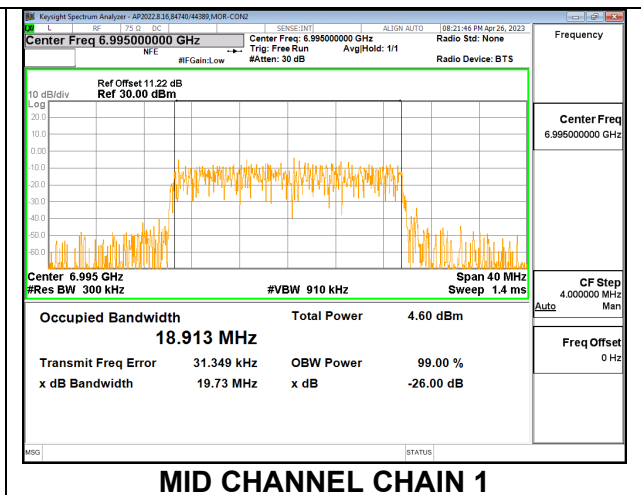 Keysight Spectrum Analyzer - AP2022.8.16,84740/44389,MOR-CON2
L RF 75 Ω DC SENSE:INT ALIGN AUTO 08:21:46 PM Apr 26, 2023
Center Freq 6.995000000 GHz
NFE
#IFGain:Low
Center Freq: 6.995000000 GHz
Trig: Free Run Avg|Hold: 1/1
#Atten: 30 dB
Radio Std: None
Radio Device: BTS
Frequency
Ref Offset 11.22 dB
10 dB/div Ref 30.00 dBm
Log
20.0
10.0
0.00
-10.0
-20.0
-30.0
-40.0
-50.0
-60.0
Center 6.995 GHz Span 40 MHz
#Res BW 300 kHz #VBW 910 kHz Sweep 1.4 ms
Center Freq
6.995000000 GHz
CF Step
4.000000 MHz
Auto Man
Freq Offset
0 Hz
Occupied Bandwidth Total Power 4.60 dBm
18.913 MHz
Transmit Freq Error 31.349 kHz OBW Power 99.00 %
x dB Bandwidth 19.73 MHz x dB -26.00 dB
MSG STATUS
MID CHANNEL CHAIN 1